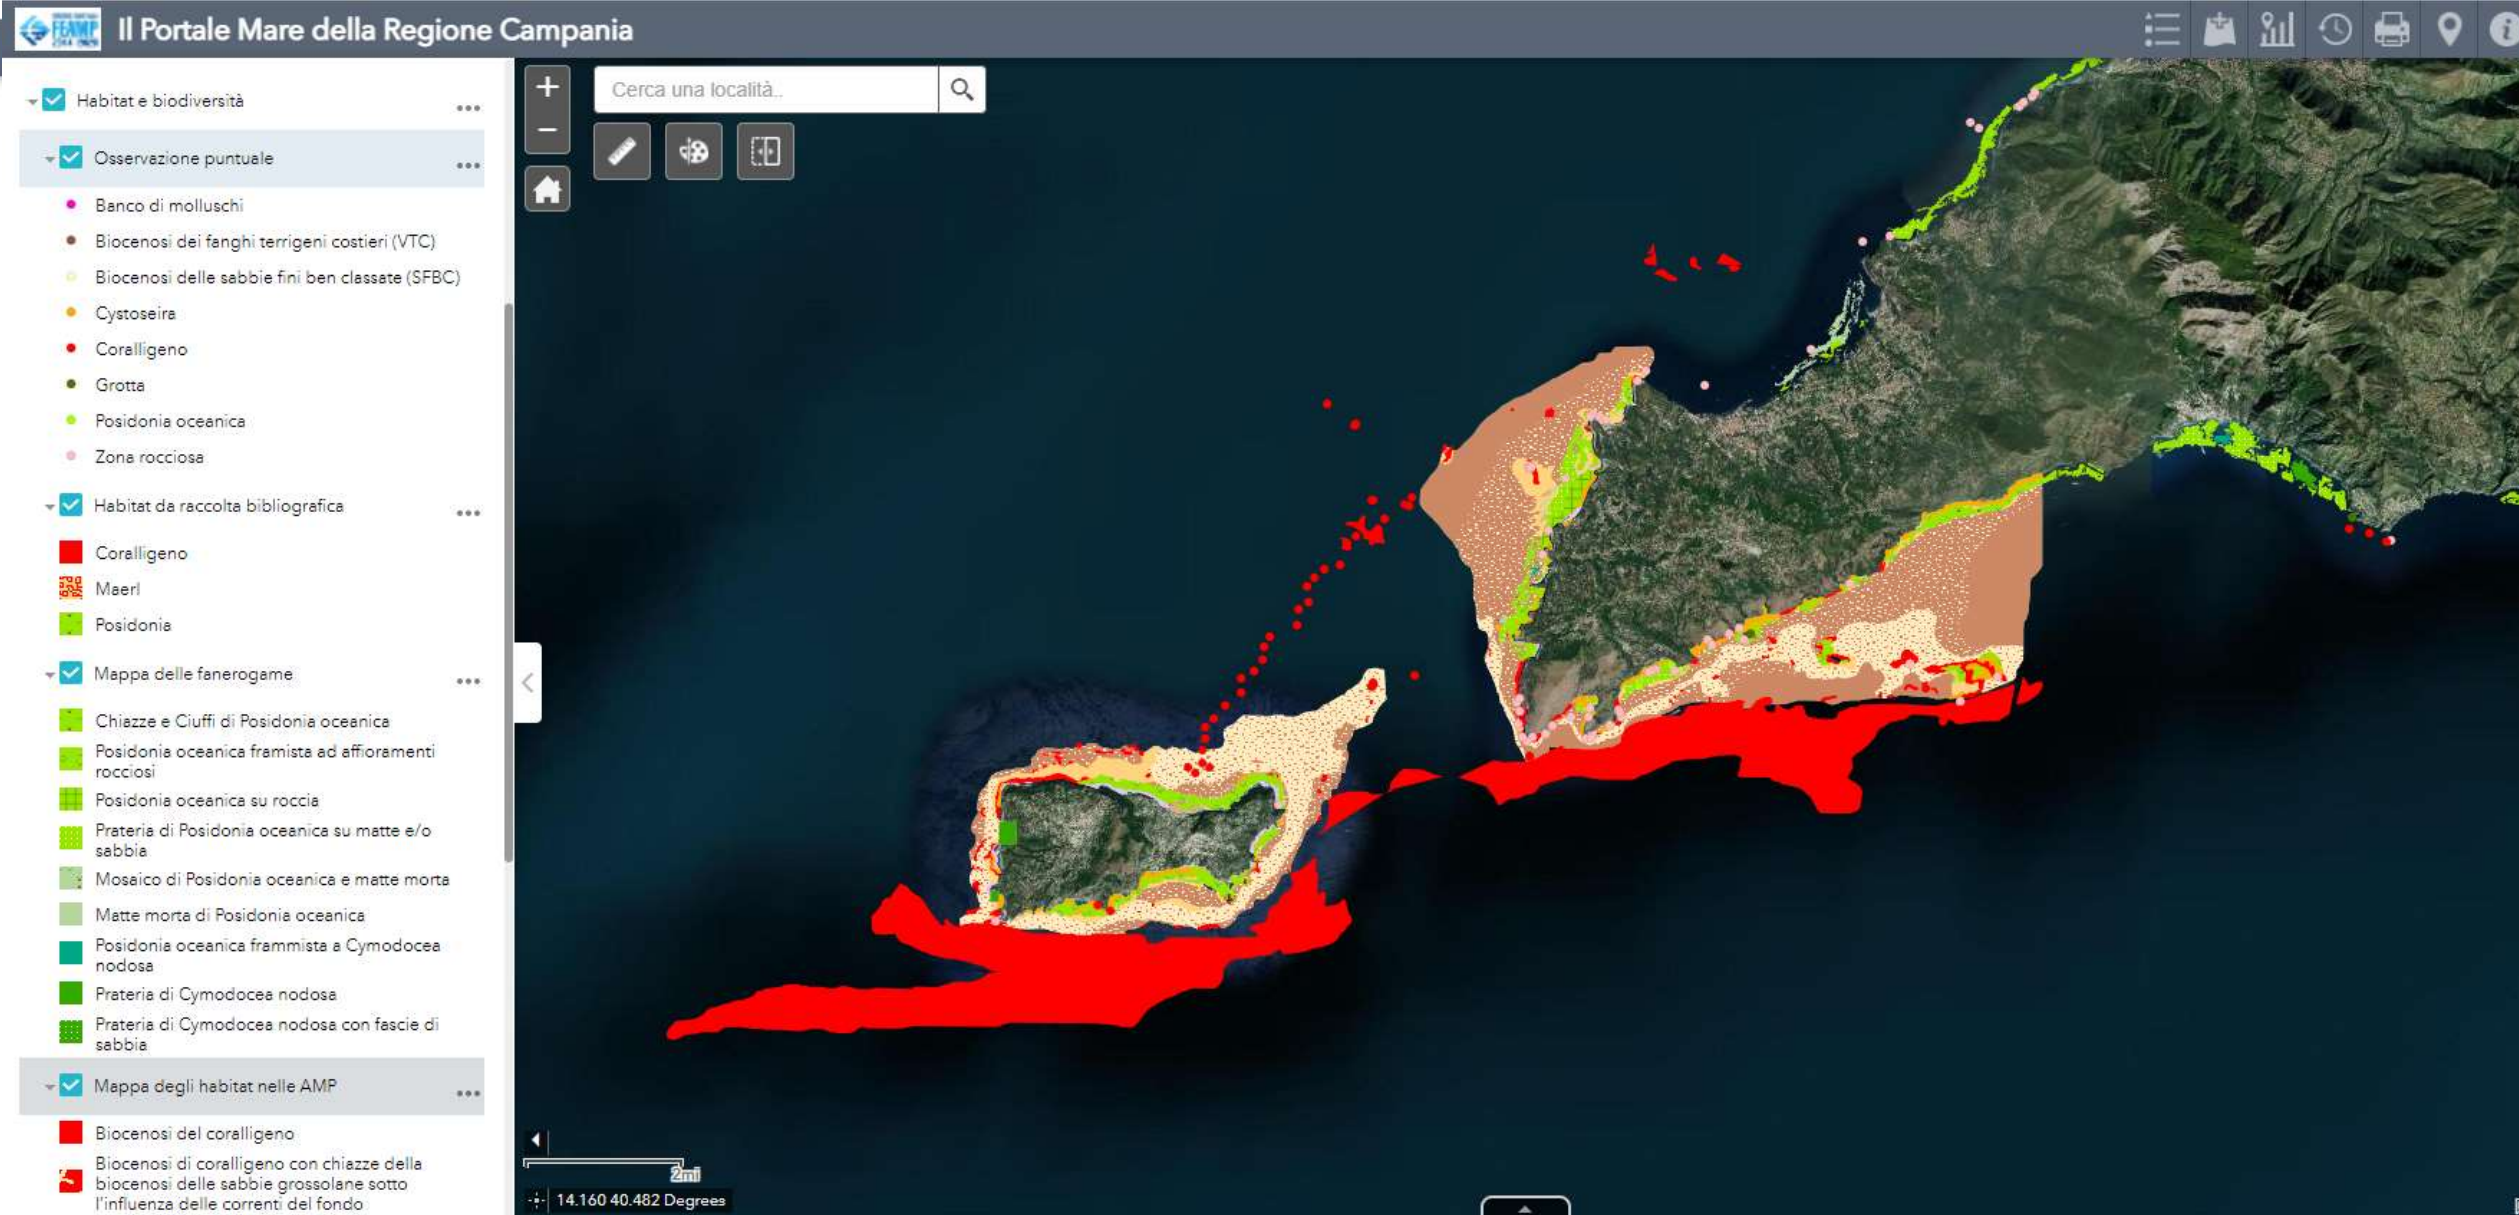 FEAMP
Il Portale Mare della Regione Campania
Habitat e biodiversità
Osservazione puntuale
Banco di molluschi
Biocenosi dei fanghi terrigeni costieri (VTC)
Biocenosi delle sabbie fini ben classate (SFBC)
Cystoseira
Coralligeno
Grotta
Posidonia oceanica
Zona rocciosa
Habitat da raccolta bibliografica
Coralligeno
Maerl
Posidonia
Mappa delle fanerogame
Chiazze e Ciuffi di Posidonia oceanica
Posidonia oceanica framista ad affioramenti
rocciosi
Posidonia oceanica su roccia
Prateria di Posidonia oceanica su matte e/o
sabbia
Mosaico di Posidonia oceanica e matte morta
Matte morta di Posidonia oceanica
Posidonia oceanica frammista a Cymodocea
nodosa
Prateria di Cymodocea nodosa
Prateria di Cymodocea nodosa con fascie di
sabbia
Mappa degli habitat nelle AMP
Biocenosi del coralligeno
Biocenosi di coralligeno con chiazze della
biocenosi delle sabbie grossolane sotto
l'influenza delle correnti del fondo
Cerca una località..
2mi
14.160 40.482 Degrees